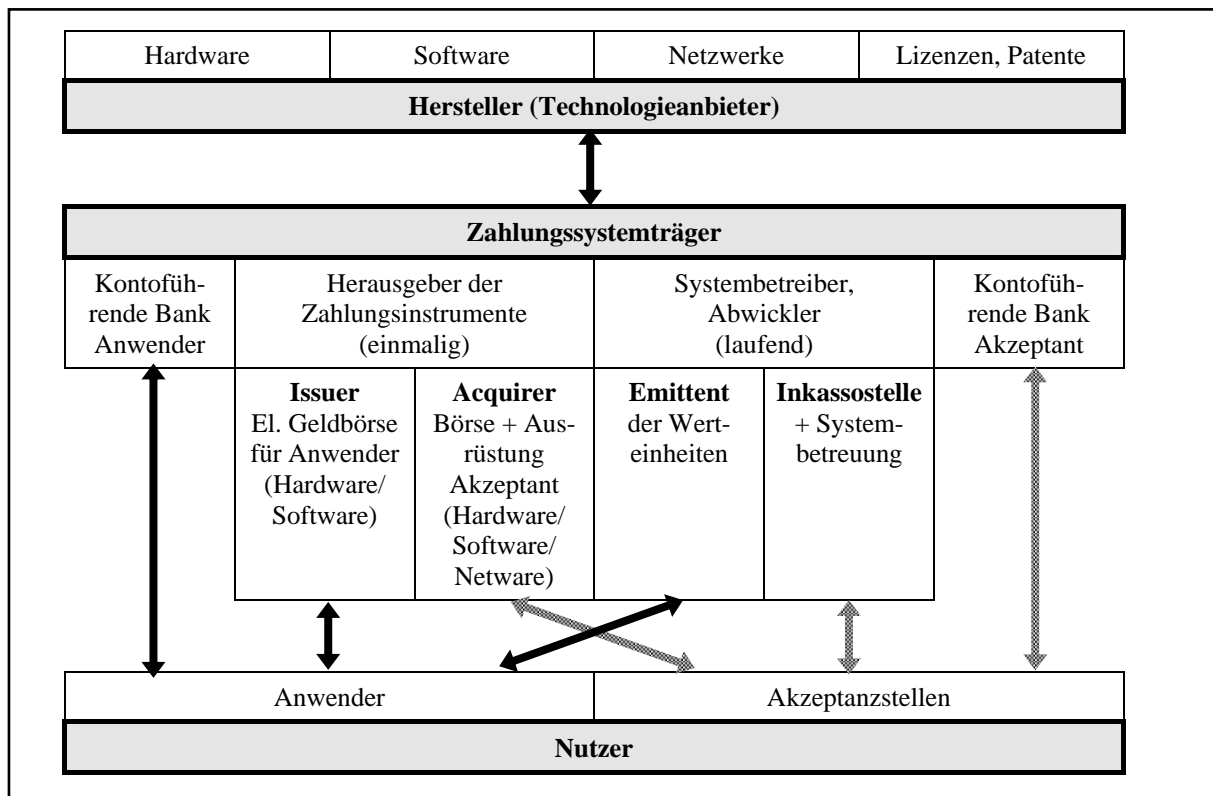 Hardware
Software
Netzwerke
Lizenzen, Patente
Hersteller (Technologieanbieter)
Zahlungssystemträger
Kontofüh-
rende Bank
Anwender
Herausgeber der
Zahlungsinstrumente
(einmalig)
Systembetreiber,
Abwickler
(laufend)
Kontofüh-
rende Bank
Akzeptant
Issuer
El. Geldbörse
für Anwender
(Hardware/
Software)
Acquirer
Börse + Aus-
rüstung
Akzeptant
(Hardware/
Software/
Netware)
Emittent
der Wert-
einheiten
Inkassostelle
+ System-
betreuung
Anwender
Akzeptanzstellen
Nutzer